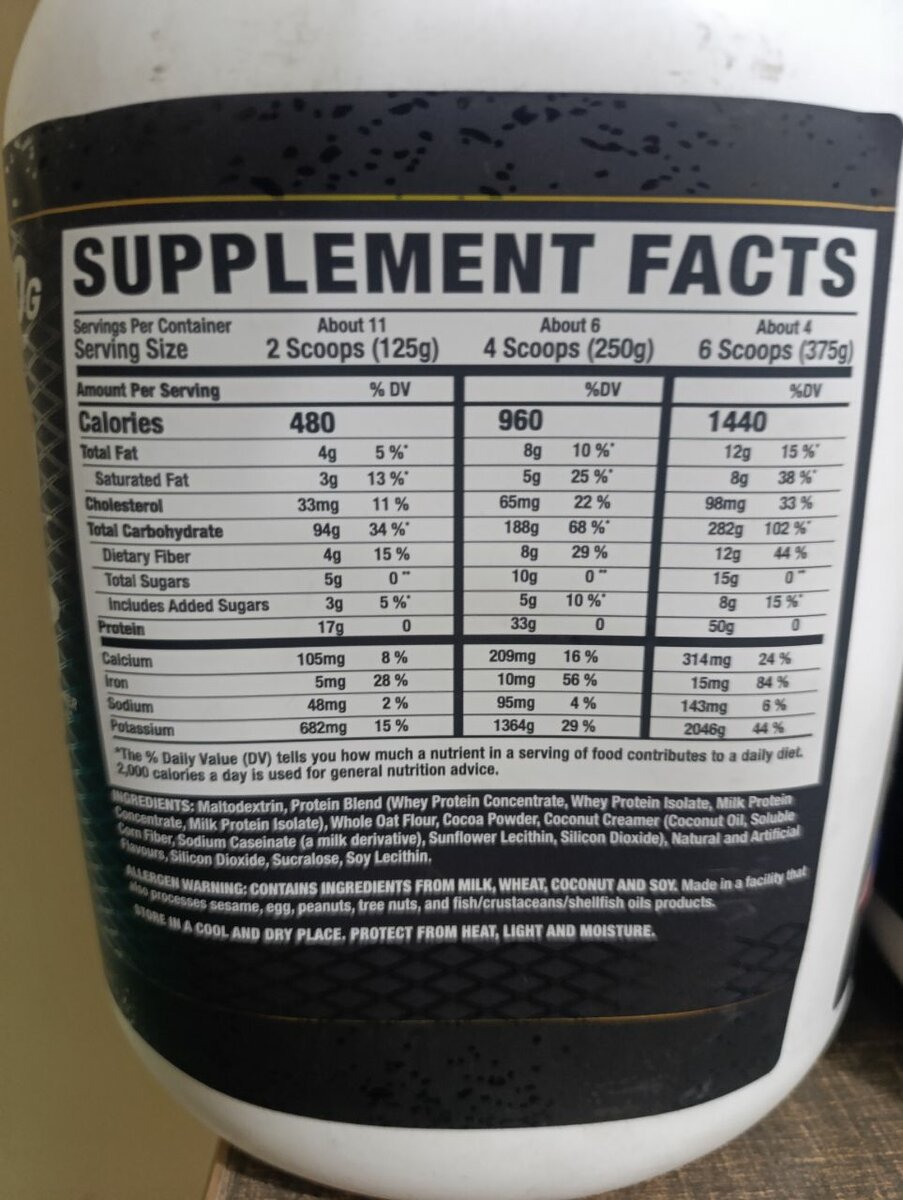 G
SUPPLEMENT FACTS
Servings Per Container About 11 About 6 About 4
Serving Size 2 Scoops (125g) 4 Scoops (250g) 6 Scoops (375g)
Amount Per Serving % DV %DV %DV
Calories 480 960 1440
Total Fat 4g 5 %* 8g 10 %* 12g 15 %*
Saturated Fat 3g 13 %* 5g 25 %* 8g 38 %*
Cholesterol 33mg 11 % 65mg 22 % 98mg 33 %
Total Carbohydrate 94g 34 %* 188g 68 %* 282g 102 %*
Dietary Fiber 4g 15 % 8g 29 % 12g 44 %
Total Sugars 5g 0** 10g 0** 15g 0**
Includes Added Sugars 3g 5 %* 5g 10 %* 8g 15 %*
Protein 17g 0 33g 0 50g 0
Calcium 105mg 8 % 209mg 16 % 314mg 24 %
Iron 5mg 28 % 10mg 56 % 15mg 84 %
Sodium 48mg 2 % 95mg 4 % 143mg 6 %
Potassium 682mg 15 % 1364g 29 % 2046g 44 %
*The % Daily Value (DV) tells you how much a nutrient in a serving of food contributes to a daily diet.
2,000 calories a day is used for general nutrition advice.
INGREDIENTS: Maltodextrin, Protein Blend (Whey Protein Concentrate, Whey Protein Isolate, Milk Protein
Concentrate, Milk Protein Isolate), Whole Oat Flour, Cocoa Powder, Coconut Creamer (Coconut Oil, Soluble
Corn Fiber, Sodium Caseinate (a milk derivative), Sunflower Lecithin, Silicon Dioxide), Natural and Artificial
Flavours, Silicon Dioxide, Sucralose, Soy Lecithin.
ALLERGEN WARNING: CONTAINS INGREDIENTS FROM MILK, WHEAT, COCONUT AND SOY. Made in a facility that
also processes sesame, egg, peanuts, tree nuts, and fish/crustaceans/shellfish oils products.
STORE IN A COOL AND DRY PLACE. PROTECT FROM HEAT, LIGHT AND MOISTURE.